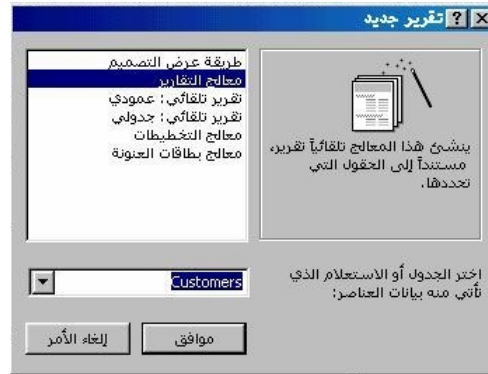 تقرير جديد
ينشئ هذا المعالج تلقائياً تقرير،
مستنداً إلى الحقول التي
تحددها.
طريقة عرض التصميم
معالج التقارير
تقرير تلقائي: عمودي
تقرير تلقائي: جدولي
معالج التخطيطات
معالج بطاقات العنونة
اختر الجدول أو الاستعلام الذي
تأتي منه بيانات العناصر:
Customers
موافق
إلغاء الأمر